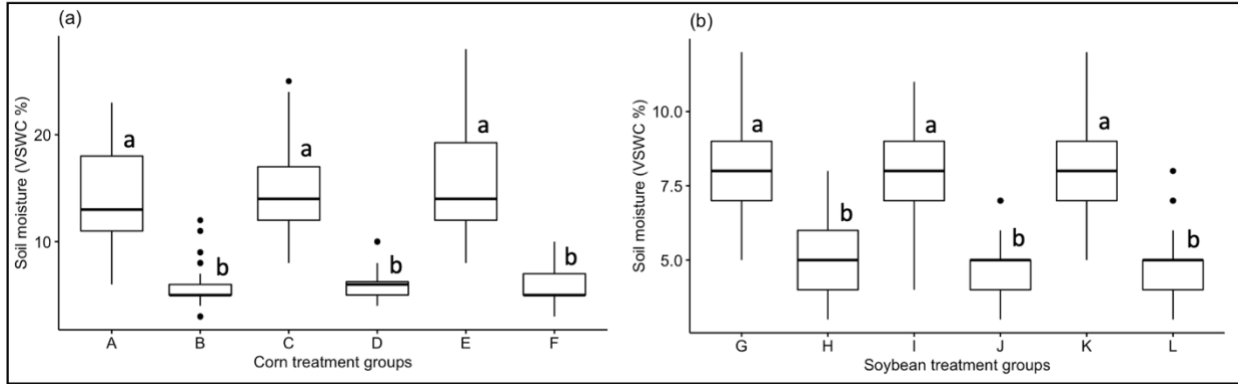 (a)
Soil moisture (VSWC %)
20
10
a
b
a
b
a
b
A B C D E F
Corn treatment groups
(b)
Soil moisture (VSWC %)
10.0
7.5
5.0
a
b
a
b
a
b
G H I J K L
Soybean treatment groups